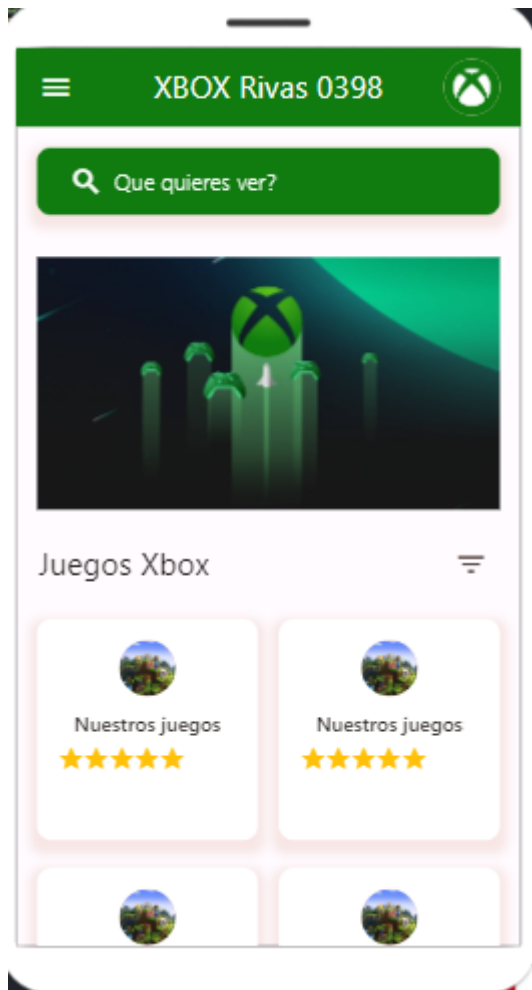 XBOX Rivas 0398
Que quieres ver?
Juegos Xbox
Nuestros juegos
Nuestros juegos